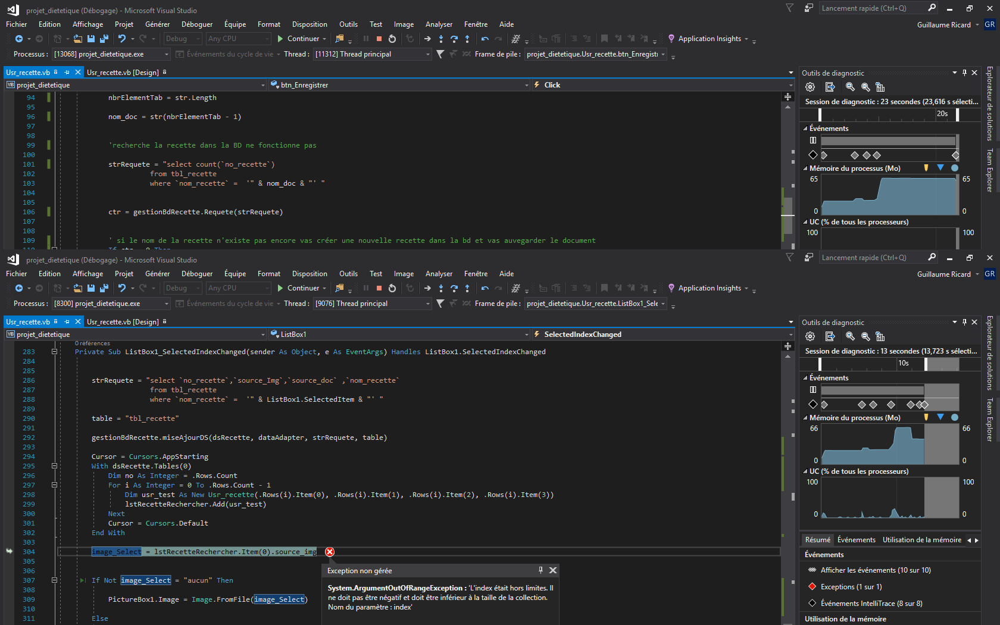 projet_dietetique (Débogage) - Microsoft Visual Studio
Lancement rapide (Ctrl+Q)
Fichier Edition Affichage Projet Générer Déboguer Équipe Format Disposition Outils Test Image Analyser Fenêtre Aide
Guillaume Ricard GR
Debug Any CPU Continuer Application Insights
Processus : [13068] projet_dietetique.exe Événements du cycle de vie Thread : [11312] Thread principal Frame de pile : projet_dietetique.Usr_recette.btn_Enregistr
Usr_recette.vb Usr_recette.vb [Design]
VB projet_dietetique btn_Enregistrer Click
94 nbrElementTab = str.Length
95
96 nom_doc = str(nbrElementTab - 1)
97
98
99 'recherche la recette dans la BD ne fonctionne pas
100
101 strRequete = "select count(`no_recette`)
102 from tbl_recette
103 where `nom_recette` =  '" & nom_doc & "' "
104
105
106 ctr = gestionBdRecette.Requete(strRequete)
107
108
109 ' si le nom de la recette n'existe pas encore vas créer une nouvelle recette dans la bd et vas auvegarder le document
Outils de diagnostic
Session de diagnostic : 23 secondes (23,616 s sélecti...
20s
Événements
Mémoire du processus (Mo)
65 65
0 0
UC (% de tous les processeurs)
100 100
Explorateur de solutions
Team Explorer
projet_dietetique (Débogage) - Microsoft Visual Studio
Lancement rapide (Ctrl+Q)
Fichier Edition Affichage Projet Générer Déboguer Équipe Format Disposition Outils Test Image Analyser Fenêtre Aide
Guillaume Ricard GR
Debug Any CPU Continuer Application Insights
Processus : [8300] projet_dietetique.exe Événements du cycle de vie Thread : [9076] Thread principal Frame de pile : projet_dietetique.Usr_recette.ListBox1_Sele
Usr_recette.vb Usr_recette.vb [Design]
VB projet_dietetique ListBox1 SelectedIndexChanged
0 références
283 Private Sub ListBox1_SelectedIndexChanged(sender As Object, e As EventArgs) Handles ListBox1.SelectedIndexChanged
284
285
286 strRequete = "select `no_recette`,`source_Img`,`source_doc` ,`nom_recette`
287 from tbl_recette
288 where `nom_recette` =  '" & ListBox1.SelectedItem & "' "
289
290 table = "tbl_recette"
291
292 gestionBdRecette.miseAjourDS(dsRecette, dataAdapter, strRequete, table)
293
294 Cursor = Cursors.AppStarting
295 With dsRecette.Tables(0)
296 Dim no As Integer = .Rows.Count
297 For i As Integer = 0 To .Rows.Count - 1
298 Dim usr_test As New Usr_recette(.Rows(i).Item(0), .Rows(i).Item(1), .Rows(i).Item(2), .Rows(i).Item(3))
299 lstRecetteRechercher.Add(usr_test)
300 Next
301 Cursor = Cursors.Default
302 End With
303
304 image_Select = lstRecetteRechercher.Item(0).source_img
305
306
307 If Not image_Select = "aucun" Then
308
309 PictureBox1.Image = Image.FromFile(image_Select)
310
311 Else
Exception non gérée
System.ArgumentOutOfRangeException : 'L'index était hors limites. Il
ne doit pas être négatif et doit être inférieur à la taille de la collection.
Nom du paramètre : index'
Outils de diagnostic
Session de diagnostic : 13 secondes (13,723 s sélecti...
10s
Événements
Mémoire du processus (Mo)
66 66
0 0
UC (% de tous les processeurs)
100 100
0 0
Résumé Événements Utilisation de la mémoire
Événements
Afficher les événements (10 sur 10)
Exceptions (1 sur 1)
Événements IntelliTrace (8 sur 8)
Utilisation de la mémoire
Explorateur de solutions
Team Explorer